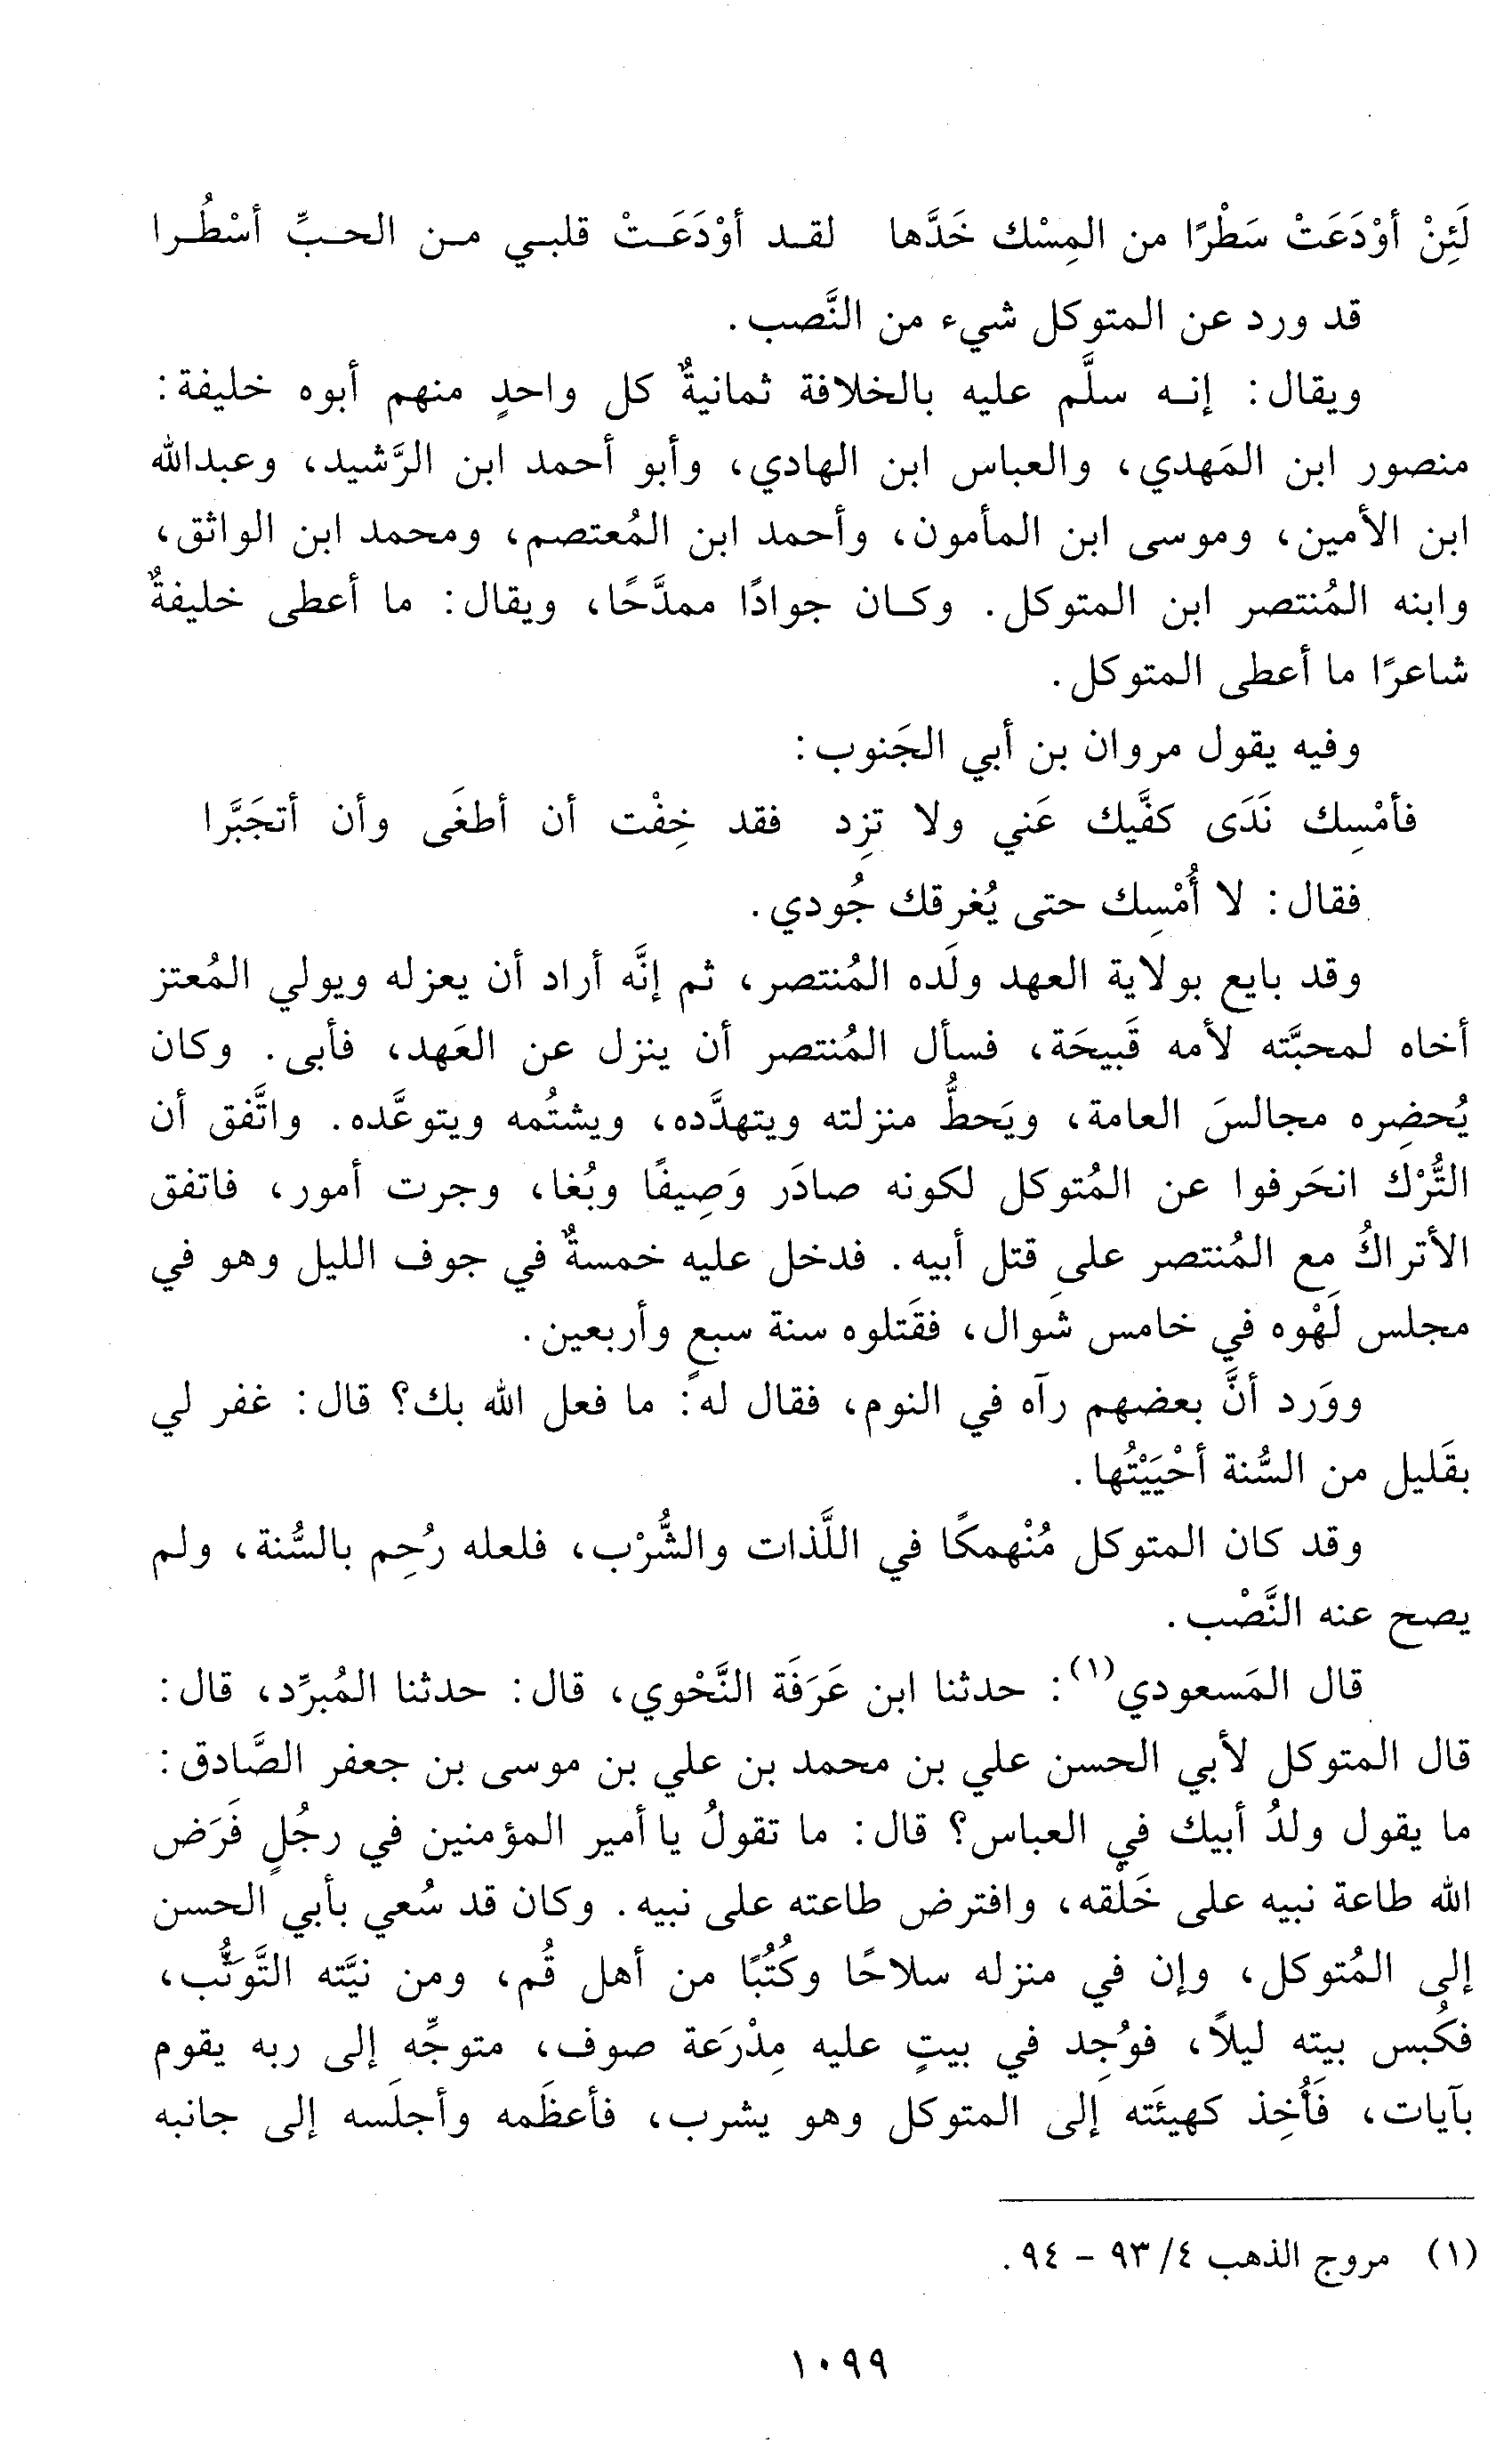 لَئِنْ أوْدَعَتْ سَطْرًا من المِسْك خَدَّها لقد أوْدَعَتْ قلبي من الحبِّ أسْطُرا
قد ورد عن المتوكل شيء من النَّصب.
ويقال: إنه سلَّم عليه بالخلافة ثمانيةٌ كل واحدٍ منهم أبوه خليفة:
منصور ابن المَهدي، والعباس ابن الهادي، وأبو أحمد ابن الرَّشيد، وعبدالله
ابن الأمين، وموسى ابن المأمون، وأحمد ابن المُعتصم، ومحمد ابن الواثق،
وابنه المُنتصر ابن المتوكل. وكان جوادًا ممدَّحًا، ويقال: ما أعطى خليفةٌ
شاعرًا ما أعطى المتوكل.
وفيه يقول مروان بن أبي الجَنوب:
فأمْسِك نَدَى كفَّيك عَني ولا تزِد فقد خِفْت أن أطغَى وأن أتجَبَّرا
فقال: لا أُمْسِك حتى يُغرقك جُودي.
وقد بايع بولاية العهد ولَده المُنتصر، ثم إنَّه أراد أن يعزله ويولي المُعتز
أخاه لمحبَّته لأمه قَبيحَة، فسأل المُنتصر أن ينزل عن العَهد، فأبى. وكان
يُحضِره مجالسَ العامة، ويَحطُّ منزلته ويتهدَّده، ويشتُمه ويتوعَّده. واتَّفق أن
التُّرْك انحَرفوا عن المُتوكل لكونه صادَر وَصِيفًا وبُغا، وجرت أمور، فاتفق
الأتراكُ مع المُنتصر على قتل أبيه. فدخل عليه خمسةٌ في جوف الليل وهو في
مجلس لَهْوه في خامس شَوال، فقَتلوه سنة سبعٍ وأربعين.
ووَرد أنَّ بعضهم رآه في النوم، فقال له: ما فعل الله بك؟ قال: غفر لي
بقَليل من السُّنة أحْيَيْتُها.
وقد كان المتوكل مُنْهمكًا في اللَّذات والشُّرْب، فلعله رُحِم بالسُّنة، ولم
يصح عنه النَّصْب.
قال المَسعودي(١): حدثنا ابن عَرَفَة النَّحْوي، قال: حدثنا المُبرِّد، قال:
قال المتوكل لأبي الحسن علي بن محمد بن علي بن موسى بن جعفر الصَّادق:
ما يقول ولدُ أبيك في العباس؟ قال: ما تقولُ يا أمير المؤمنين في رجُلٍ فَرَض
الله طاعة نبيه على خَلْقه، وافترض طاعته على نبيه. وكان قد سُعي بأبي الحسن
إلى المُتوكل، وإن في منزله سلاحًا وكُتُبًا من أهل قُم، ومن نيَّته التَّوَثُّب،
فكُبس بيته ليلاً، فوُجِد في بيتٍ عليه مِدْرَعة صوف، متوجِّه إلى ربه يقوم
بآيات، فَأُخِذ كهيئَته إلى المتوكل وهو يشرب، فأعظَمه وأجلَسه إلى جانبه
(١) مروج الذهب ٤/ ٩٣ - ٩٤.
١٠٩٩